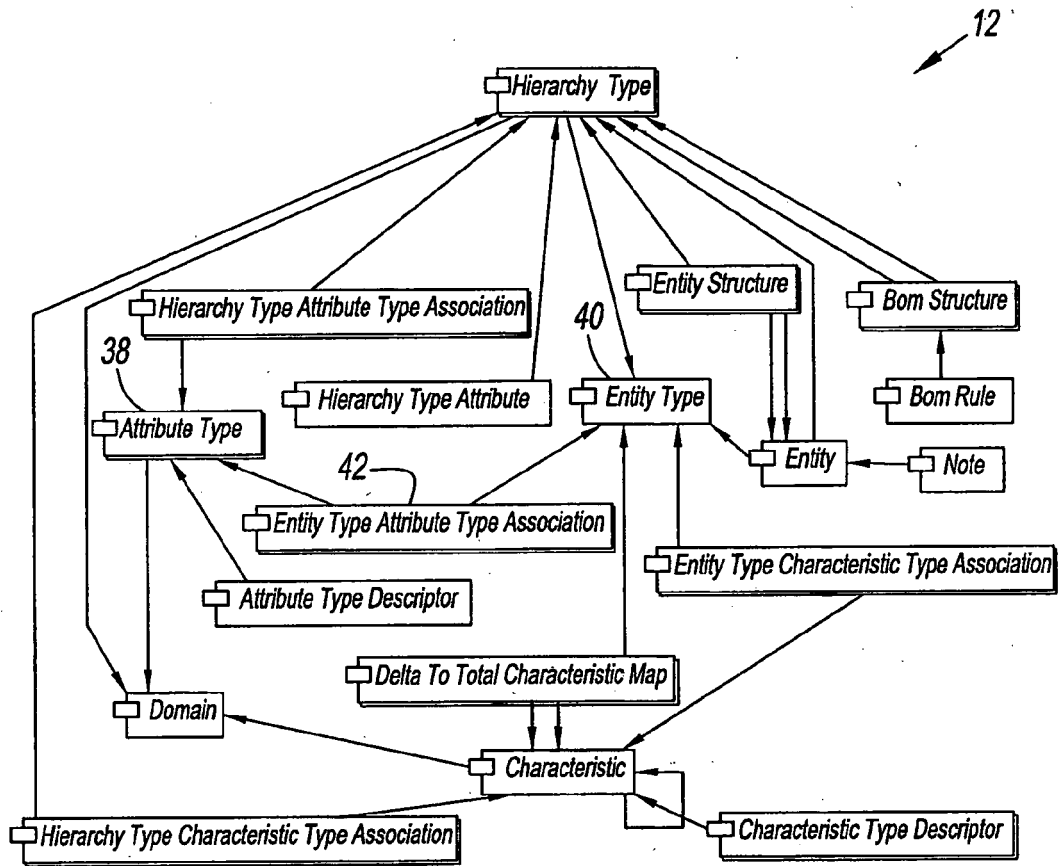 12
Hierarchy Type
Entity Structure
Hierarchy Type Attribute Type Association
Bom Structure
40
38
Hierarchy Type Attribute
Entity Type
Bom Rule
Attribute Type
Entity
Note
42
Entity Type Attribute Type Association
Entity Type Characteristic Type Association
Attribute Type Descriptor
Delta To Total Characteristic Map
Domain
Characteristic
Hierarchy Type Characteristic Type Association
Characteristic Type Descriptor